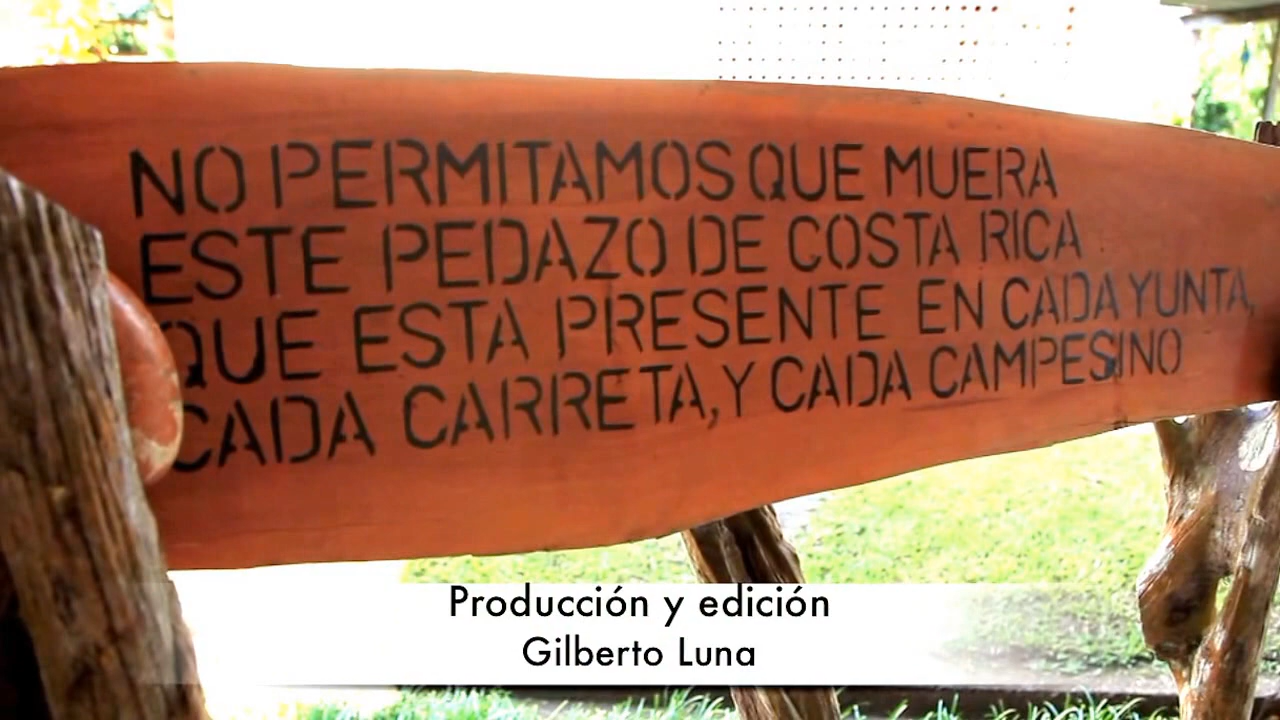 NO PERMITAMOS QUE MUERA
ESTE PEDAZO DE COSTA RICA
QUE ESTA PRESENTE EN CADA YUNTA,
CADA CARRETA, Y CADA CAMPESINO
Producción y edición
Gilberto Luna